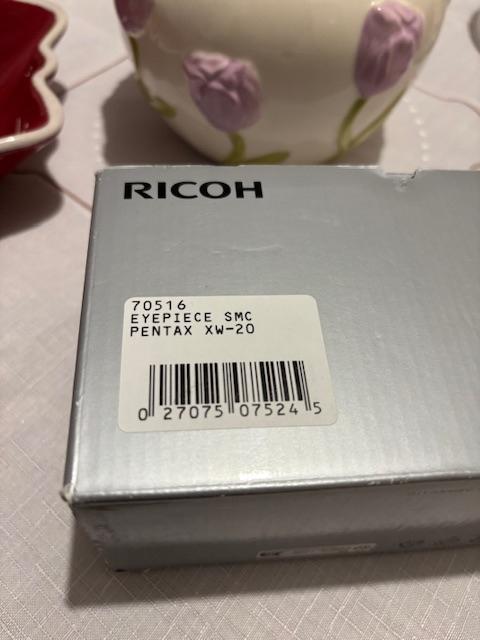 RICOH
70516
EYEPIECE SMC
PENTAX XW-20
0 27075 07524 5